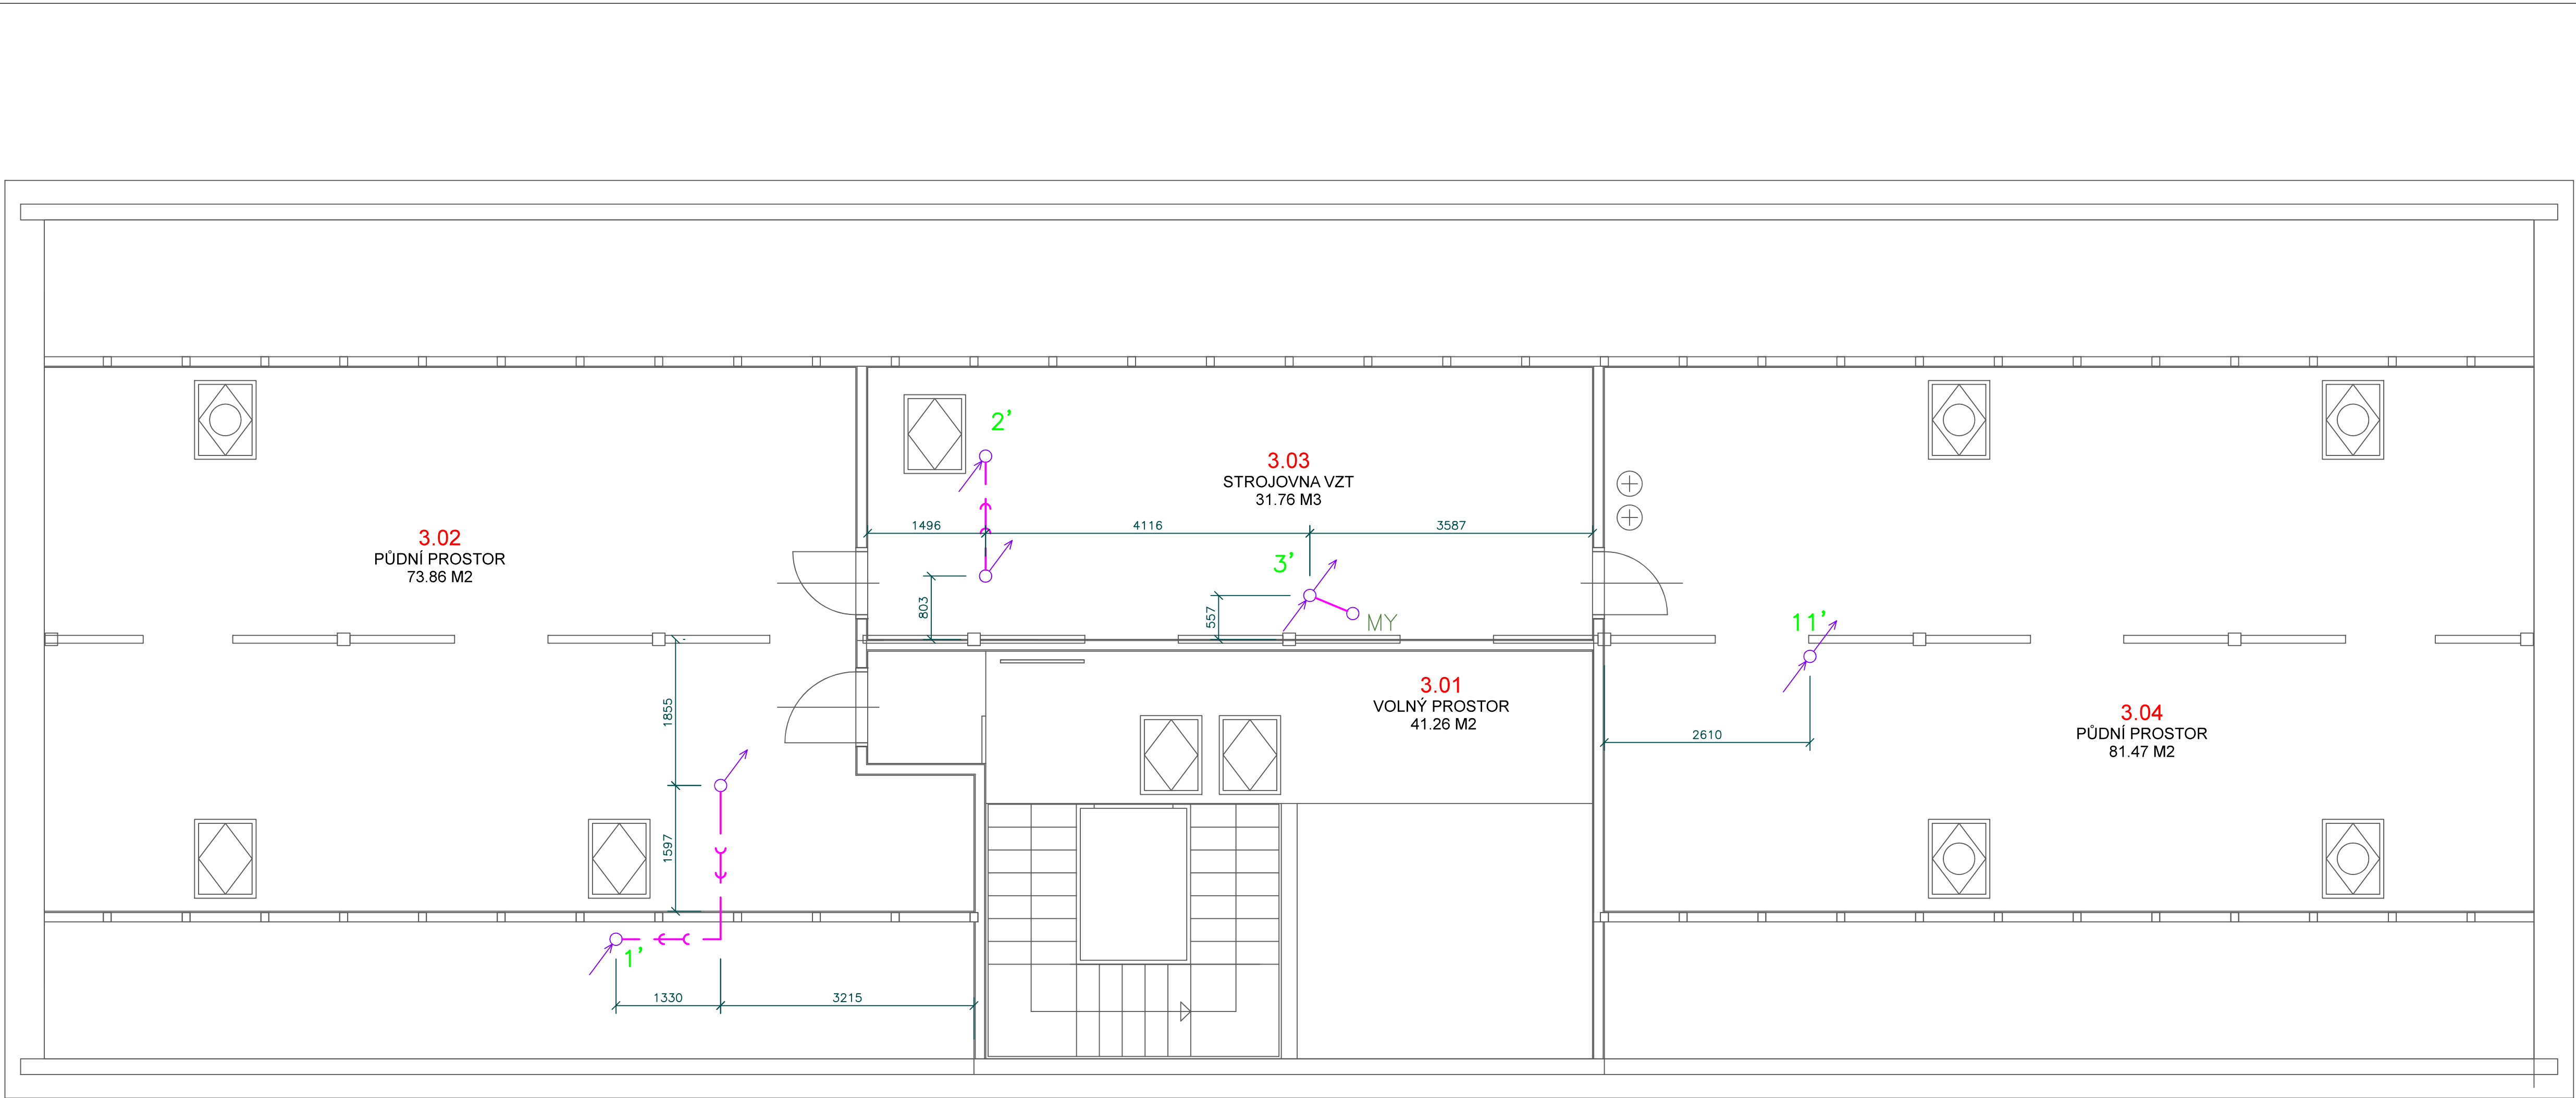 2’
3.03
STROJOVNA VZT
31.76 M3
1496
4116
3587
3.02
PŮDNÍ PROSTOR
73.86 M2
3’
803
557
MY
11’
3.01
VOLNÝ PROSTOR
41.26 M2
1855
3.04
PŮDNÍ PROSTOR
81.47 M2
2610
1597
1’
1330
3215